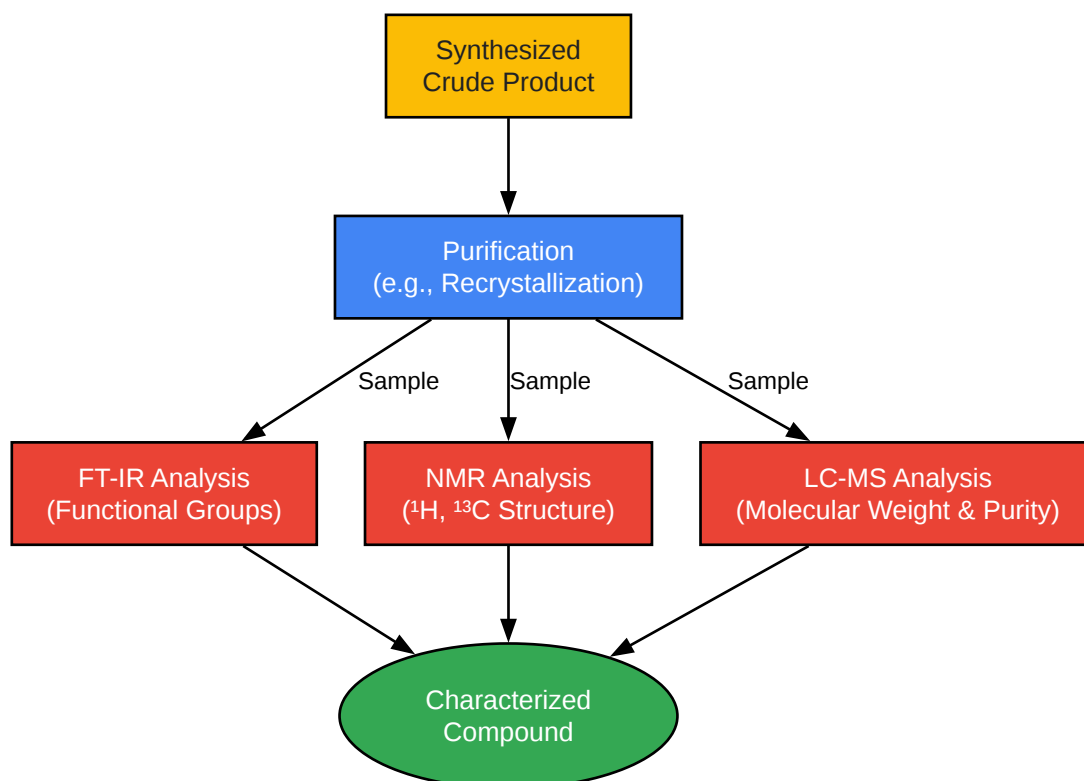 Synthesized
Crude Product
Purification
(e.g., Recrystallization)
Sample
Sample
Sample
FT-IR Analysis
(Functional Groups)
NMR Analysis
(¹H, ¹³C Structure)
LC-MS Analysis
(Molecular Weight & Purity)
Characterized
Compound